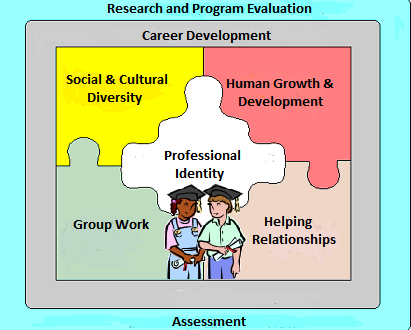 Research and Program Evaluation
Career Development
Social & Cultural
Diversity
Human Growth &
Development
Professional
Identity
Group Work
Helping
Relationships
Assessment